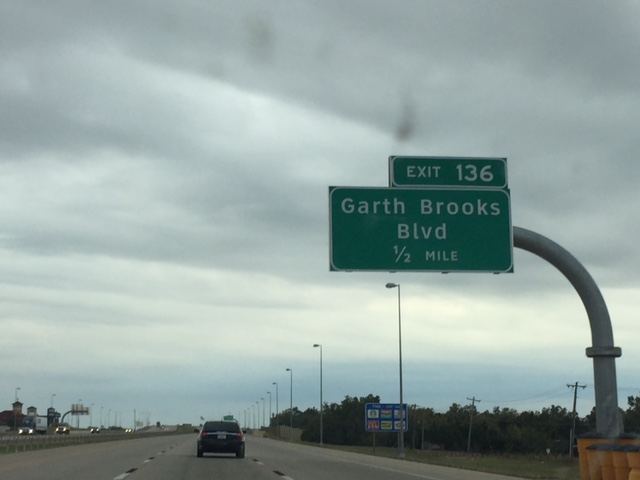 EXIT 136
Garth Brooks
Blvd
½ MILE